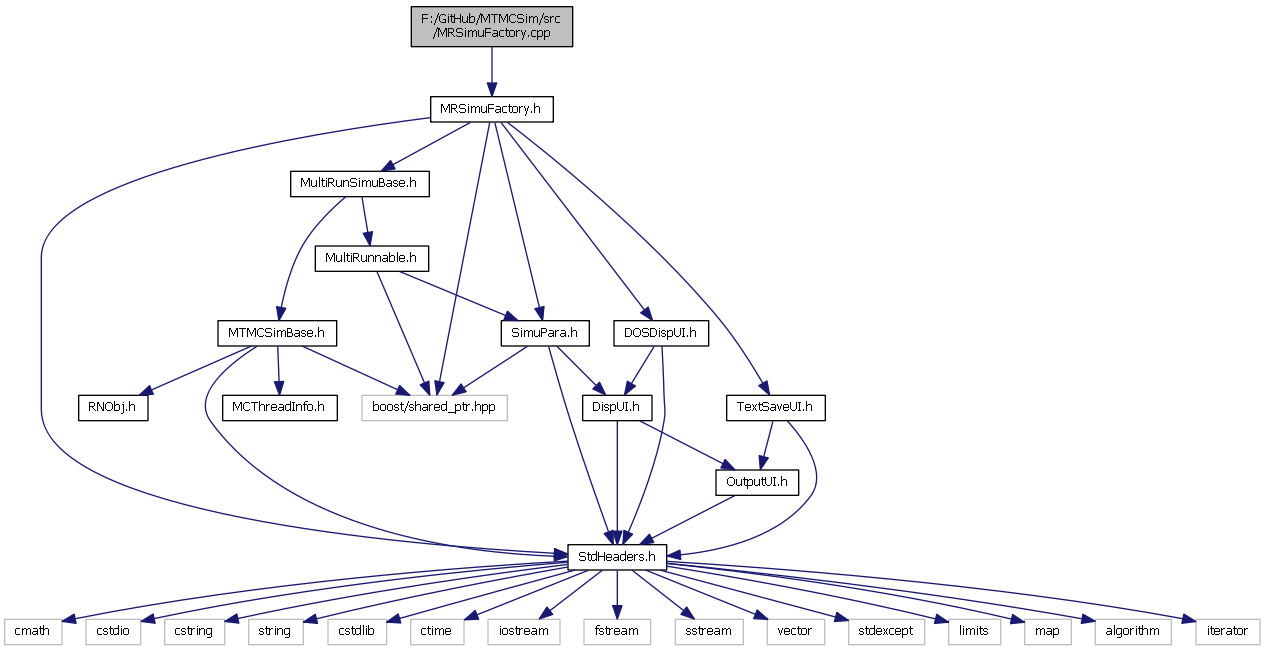 F:/GitHub/MTMCSim/src
/MRSimuFactory.cpp
MRSimuFactory.h
MultiRunSimuBase.h
MultiRunnable.h
MTMCSimBase.h
SimuPara.h
DOSDispUI.h
RNObj.h
MCThreadInfo.h
boost/shared_ptr.hpp
DispUI.h
TextSaveUI.h
OutputUI.h
StdHeaders.h
cmath
cstdio
cstring
string
cstdlib
ctime
iostream
fstream
sstream
vector
stdexcept
limits
map
algorithm
iterator